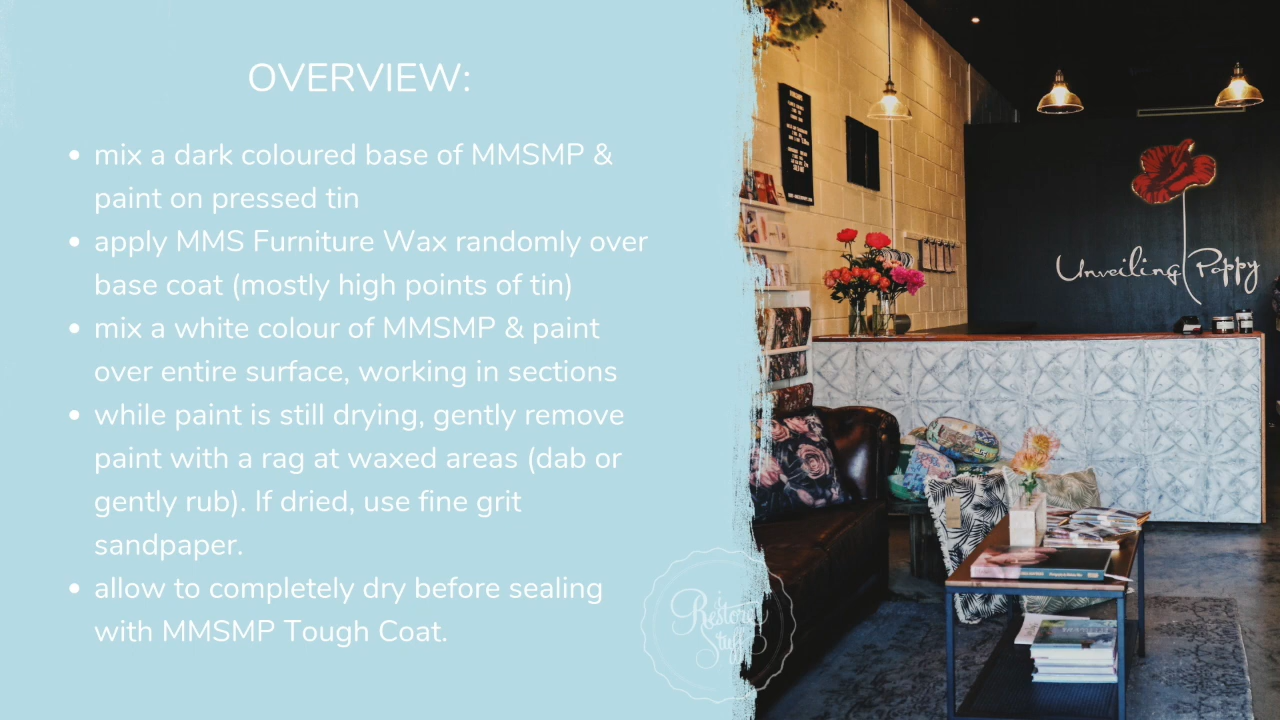 OVERVIEW:
• mix a dark coloured base of MMSMP &
paint on pressed tin
• apply MMS Furniture Wax randomly over
base coat (mostly high points of tin)
• mix a white colour of MMSMP & paint
over entire surface, working in sections
• while paint is still drying, gently remove
paint with a rag at waxed areas (dab or
gently rub). If dried, use fine grit
sandpaper.
• allow to completely dry before sealing
with MMSMP Tough Coat.
i
Restored
Stuff
Unveiling Poppy